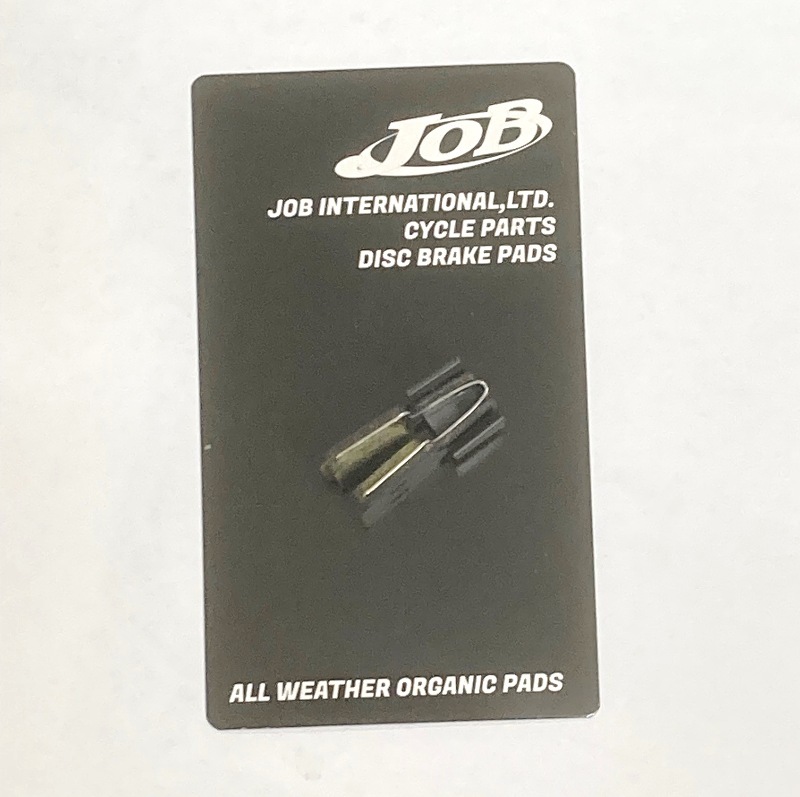 JOB
JOB INTERNATIONAL,LTD.
CYCLE PARTS
DISC BRAKE PADS
ALL WEATHER ORGANIC PADS